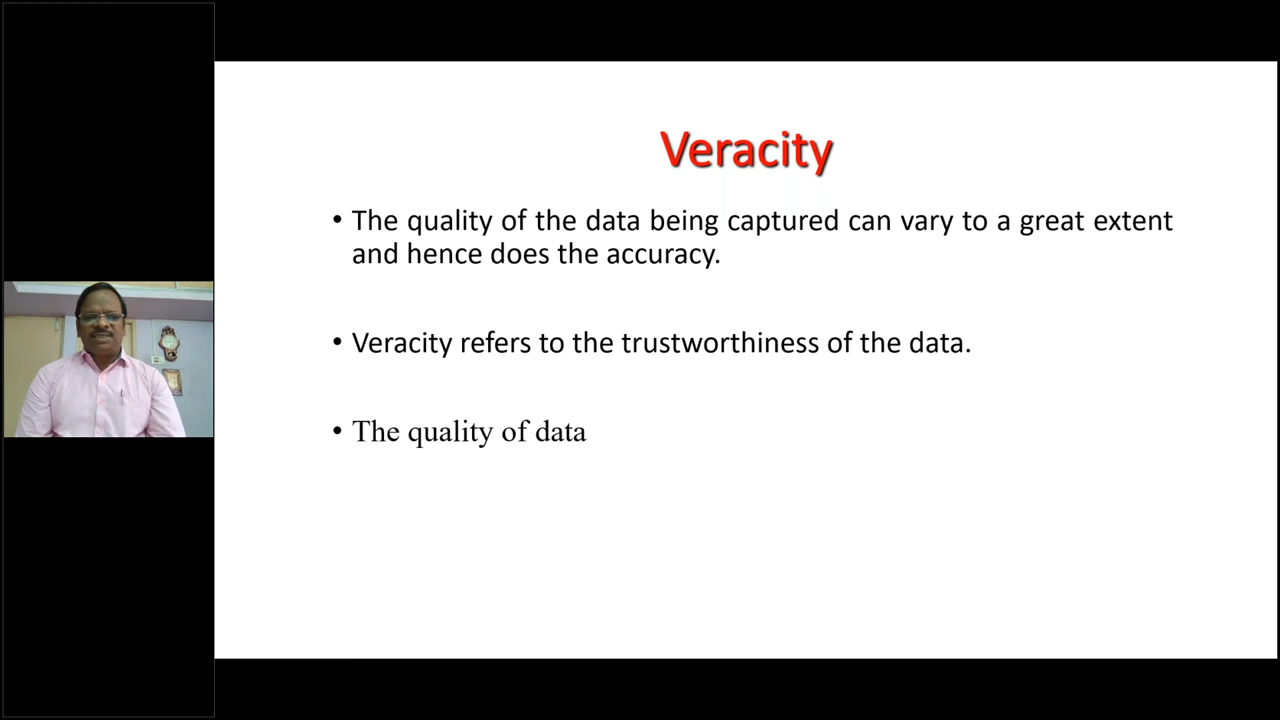 Veracity
• The quality of the data being captured can vary to a great extent
and hence does the accuracy.
• Veracity refers to the trustworthiness of the data.
• The quality of data